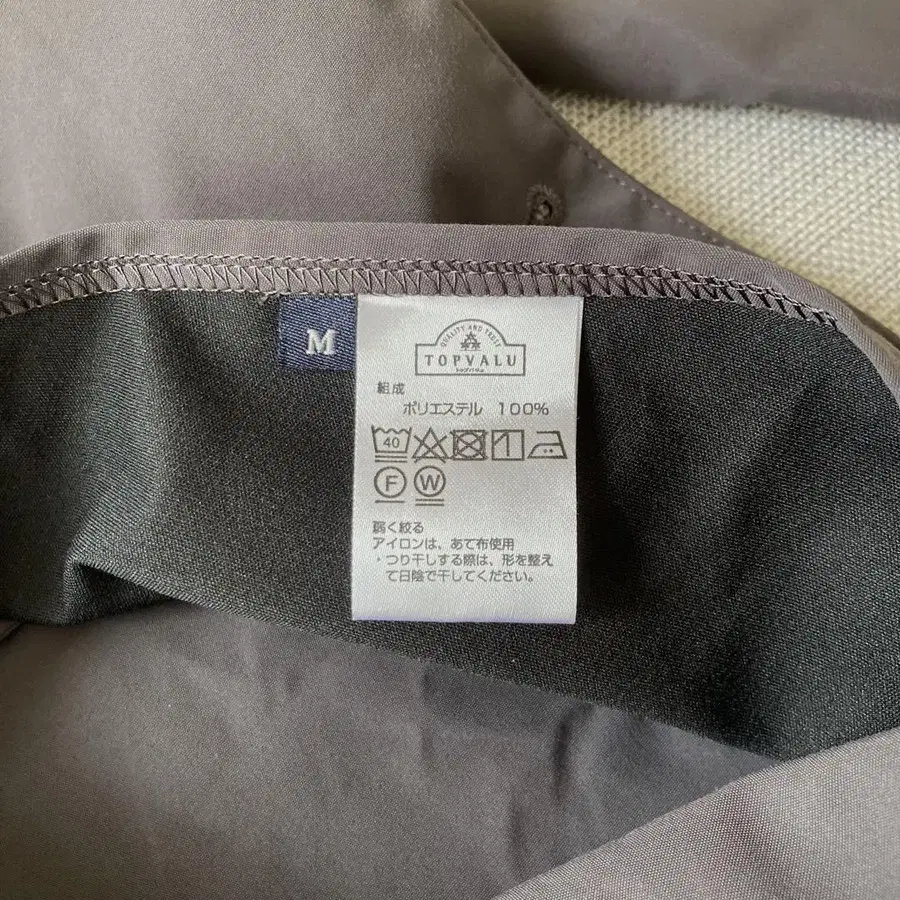 M
QUALITY AND TRUST
TOPVALU
組成
ポリエステル 100%
40
F W
弱く絞る
アイロンは、あて布使用
・つり干しする際は、形を整え
て日陰で干してください。